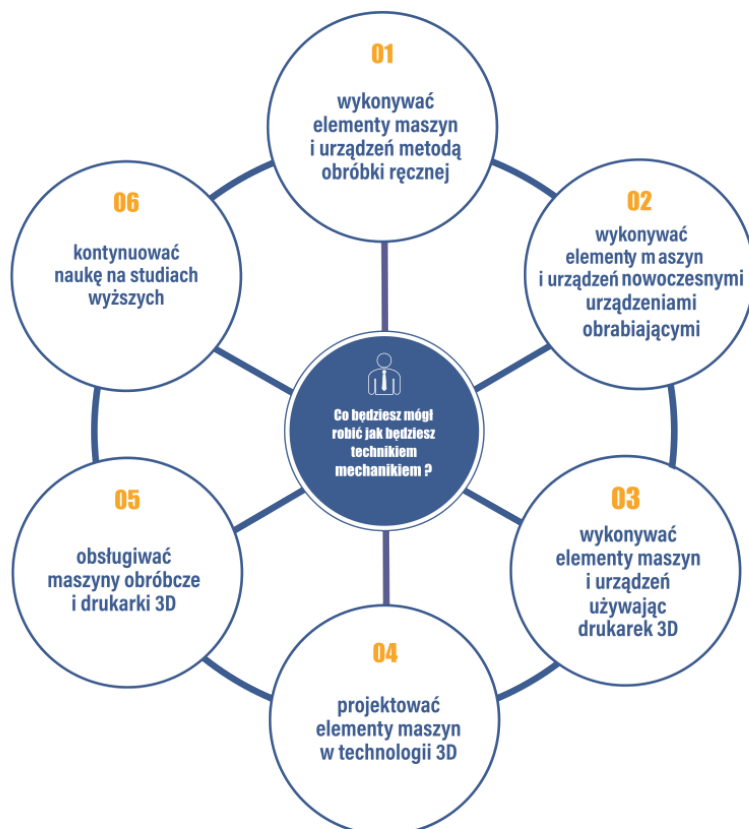 01
wykonywać
elementy maszyn
i urządzeń metodą
obróbki ręcznej
02
wykonywać
elementy maszyn
i urządzeń nowoczesnymi
urządzeniami
obrabiającymi
03
wykonywać
elementy maszyn
i urządzeń
używając
drukarek 3D
04
projektować
elementy maszyn
w technologii 3D
05
obsługiwać
maszyny obróbcze
i drukarki 3D
06
kontynuować
naukę na studiach
wyższych
Co będziesz mógł
robić jak będziesz
technikiem
mechanikiem ?